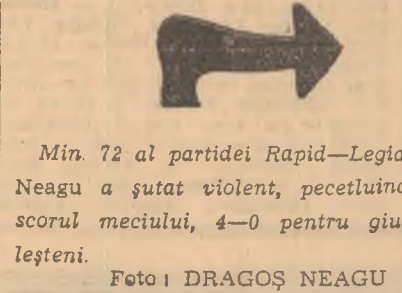 Min. 72 al partidei Rapid—Legia
Neagu a şutat violent, pecetluind
scorul meciului, 4—0 pentru giu
leşteni.
Foto : DRAGOŞ NEAGU